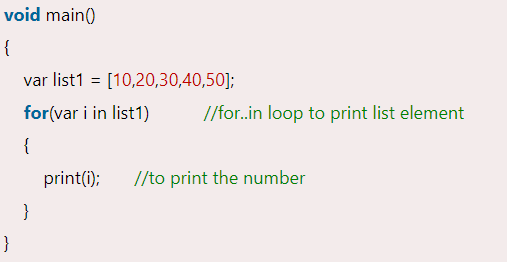 void main()
{
var list1 = [10,20,30,40,50];
for(var i in list1) //for..in loop to print list element
{
print(i); //to print the number
}
}